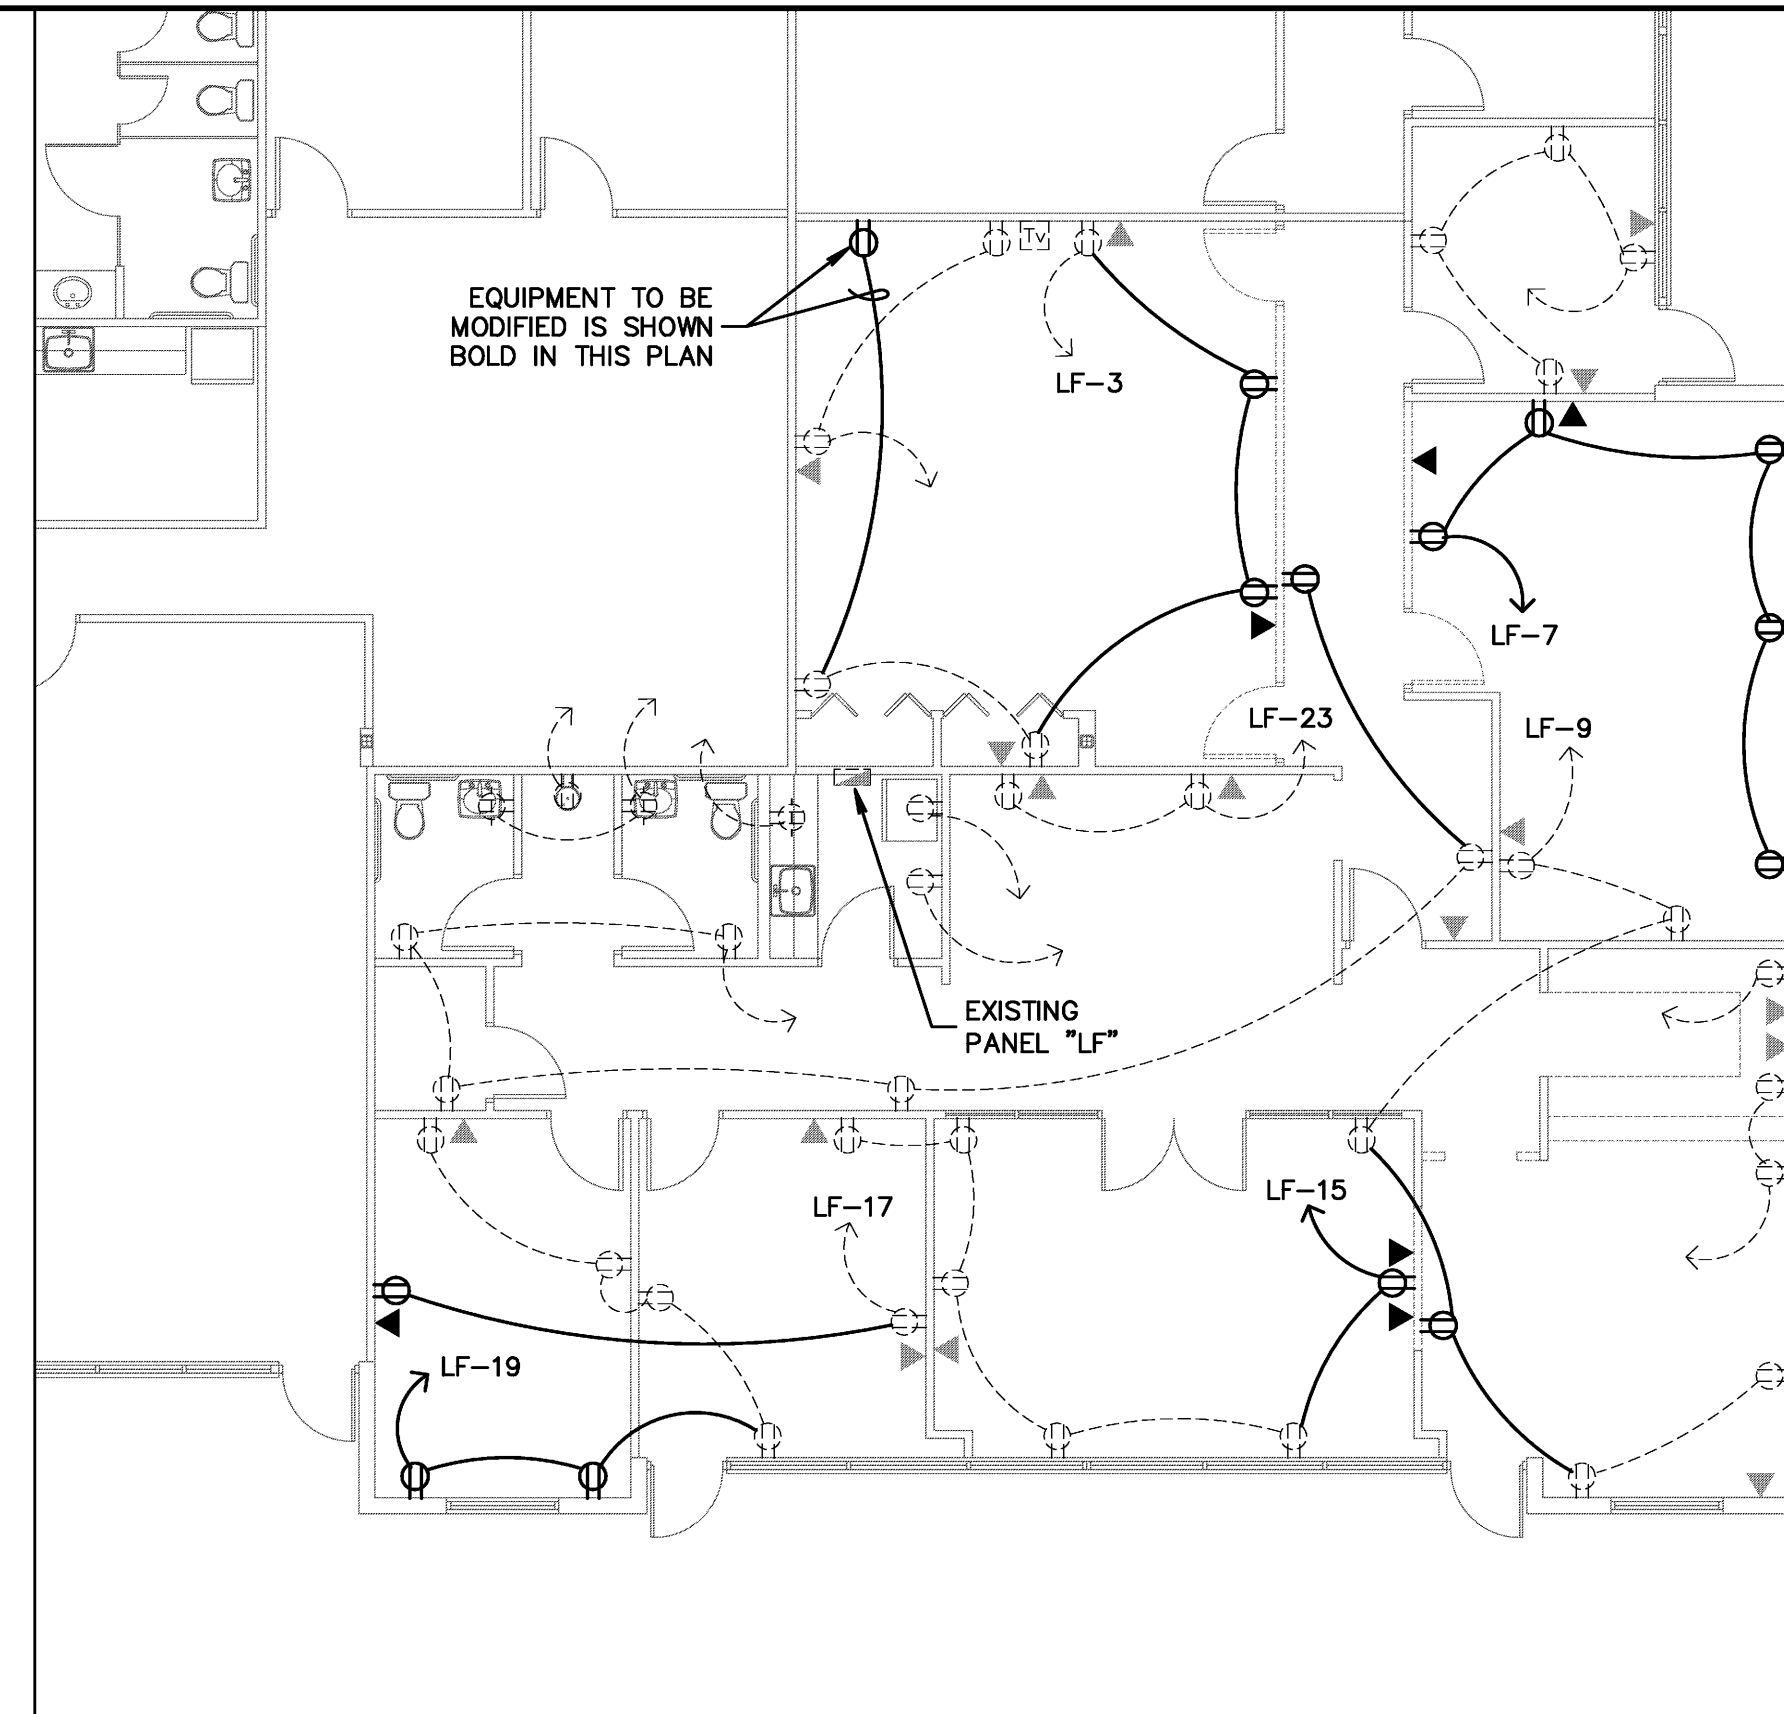 Tv
EQUIPMENT TO BE
MODIFIED IS SHOWN
BOLD IN THIS PLAN
LF-3
LF-7
LF-23
LF-9
EXISTING
PANEL "LF"
LF-17
LF-15
LF-19